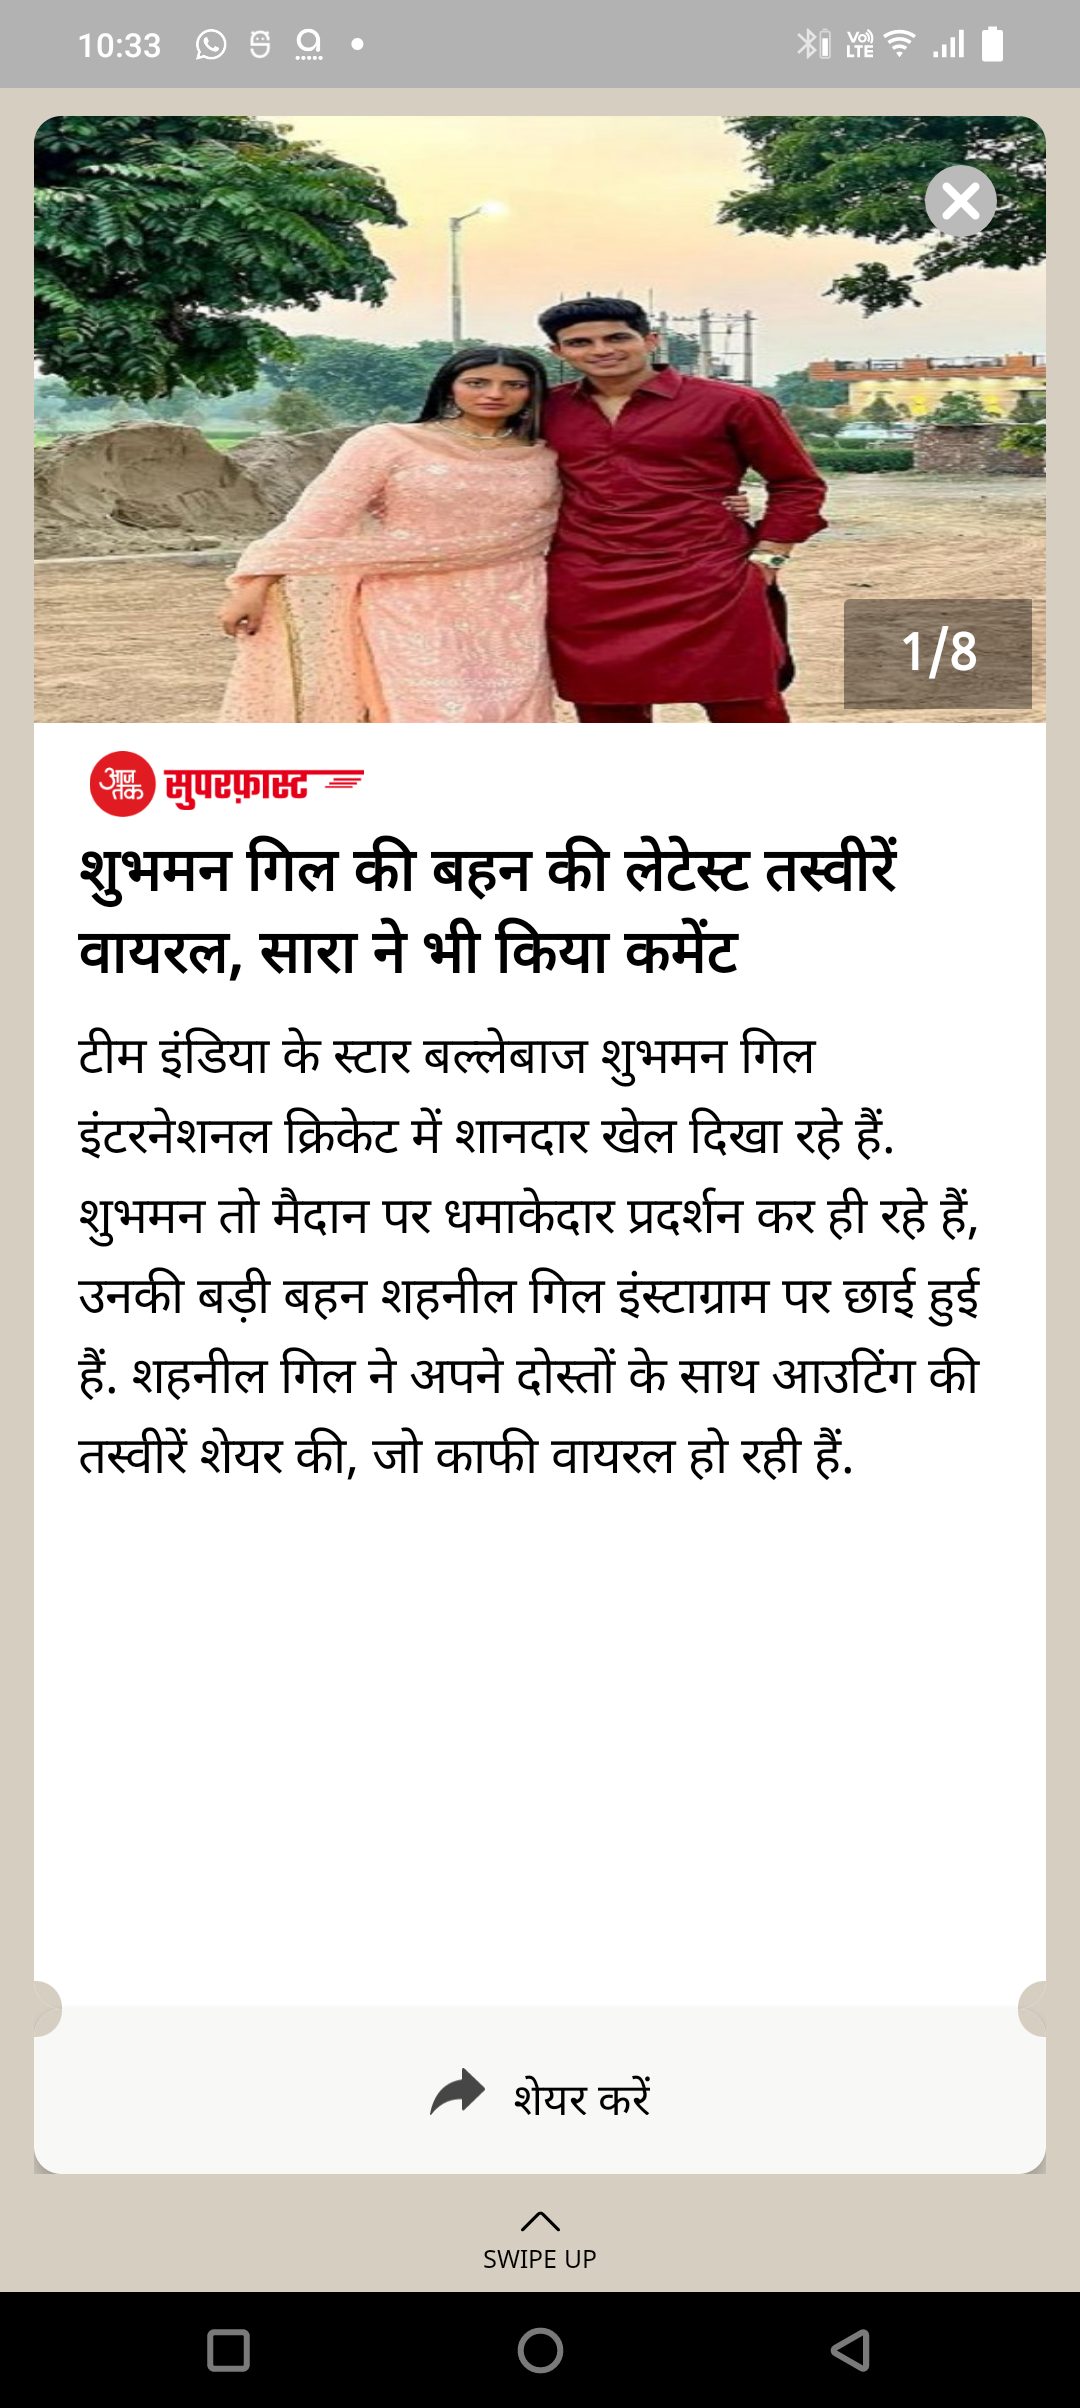 10:33
Vo)) LTE
1/8
आज तक सुपरफ़ास्ट
शुभमन गिल की बहन की लेटेस्ट तस्वीरें
वायरल, सारा ने भी किया कमेंट
टीम इंडिया के स्टार बल्लेबाज शुभमन गिल
इंटरनेशनल क्रिकेट में शानदार खेल दिखा रहे हैं.
शुभमन तो मैदान पर धमाकेदार प्रदर्शन कर ही रहे हैं,
उनकी बड़ी बहन शहनील गिल इंस्टाग्राम पर छाई हुई
हैं. शहनील गिल ने अपने दोस्तों के साथ आउटिंग की
तस्वीरें शेयर की, जो काफी वायरल हो रही हैं.
शेयर करें
SWIPE UP